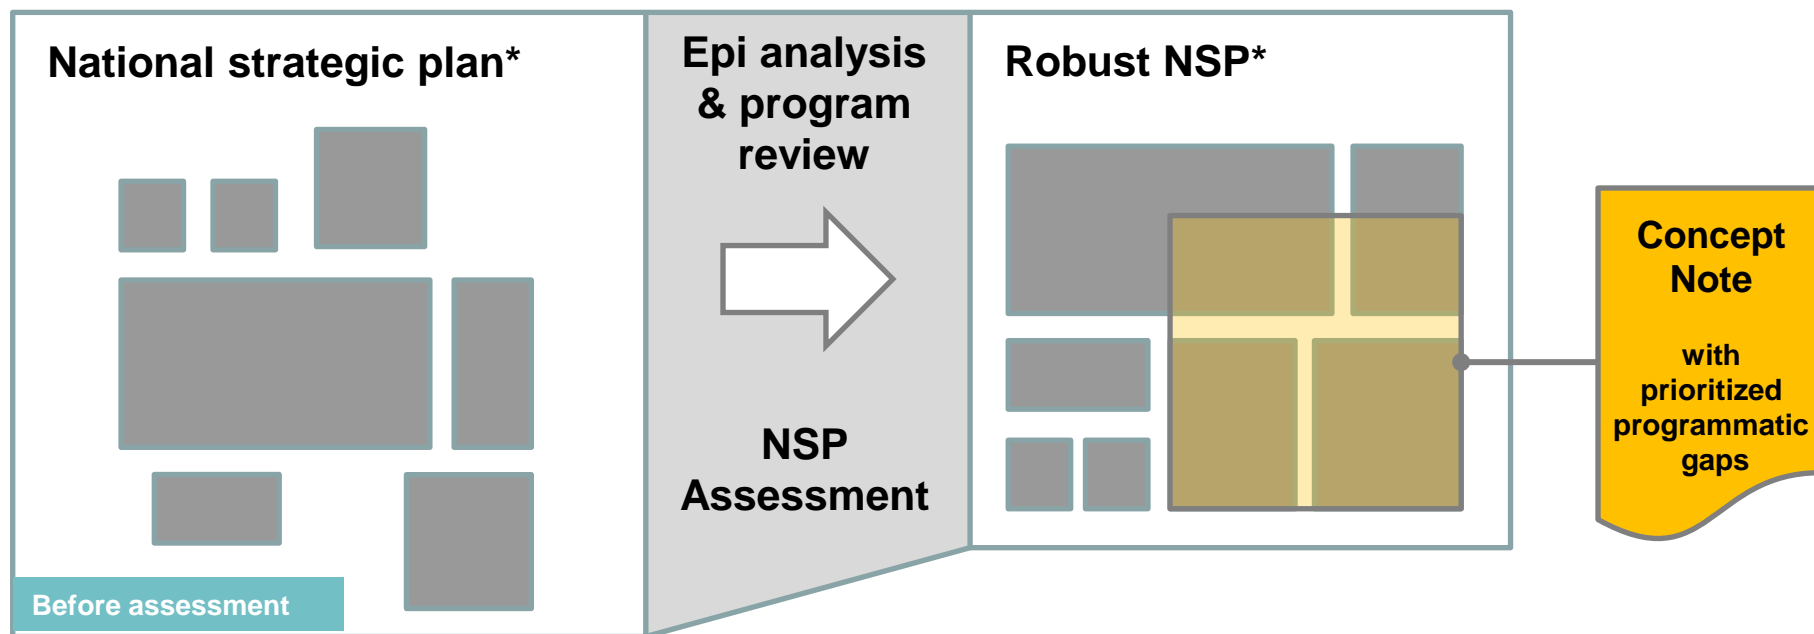 National strategic plan*
Before assessment
Epi analysis
& program
review
NSP
Assessment
Robust NSP*
Concept
Note
with
prioritized
programmatic
gaps